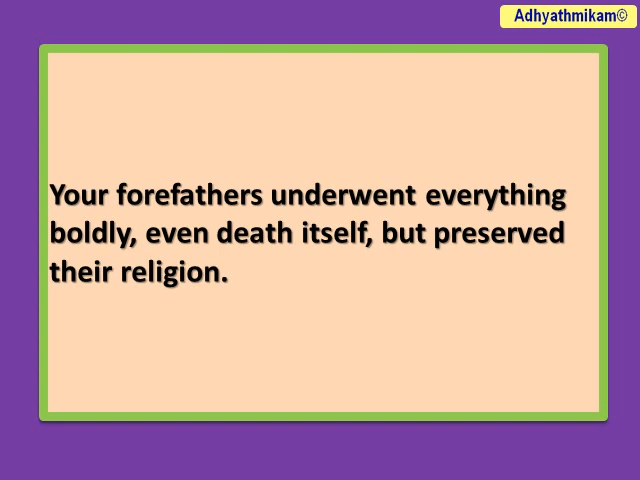 Adhyathmikam©
Your forefathers underwent everything
boldly, even death itself, but preserved
their religion.